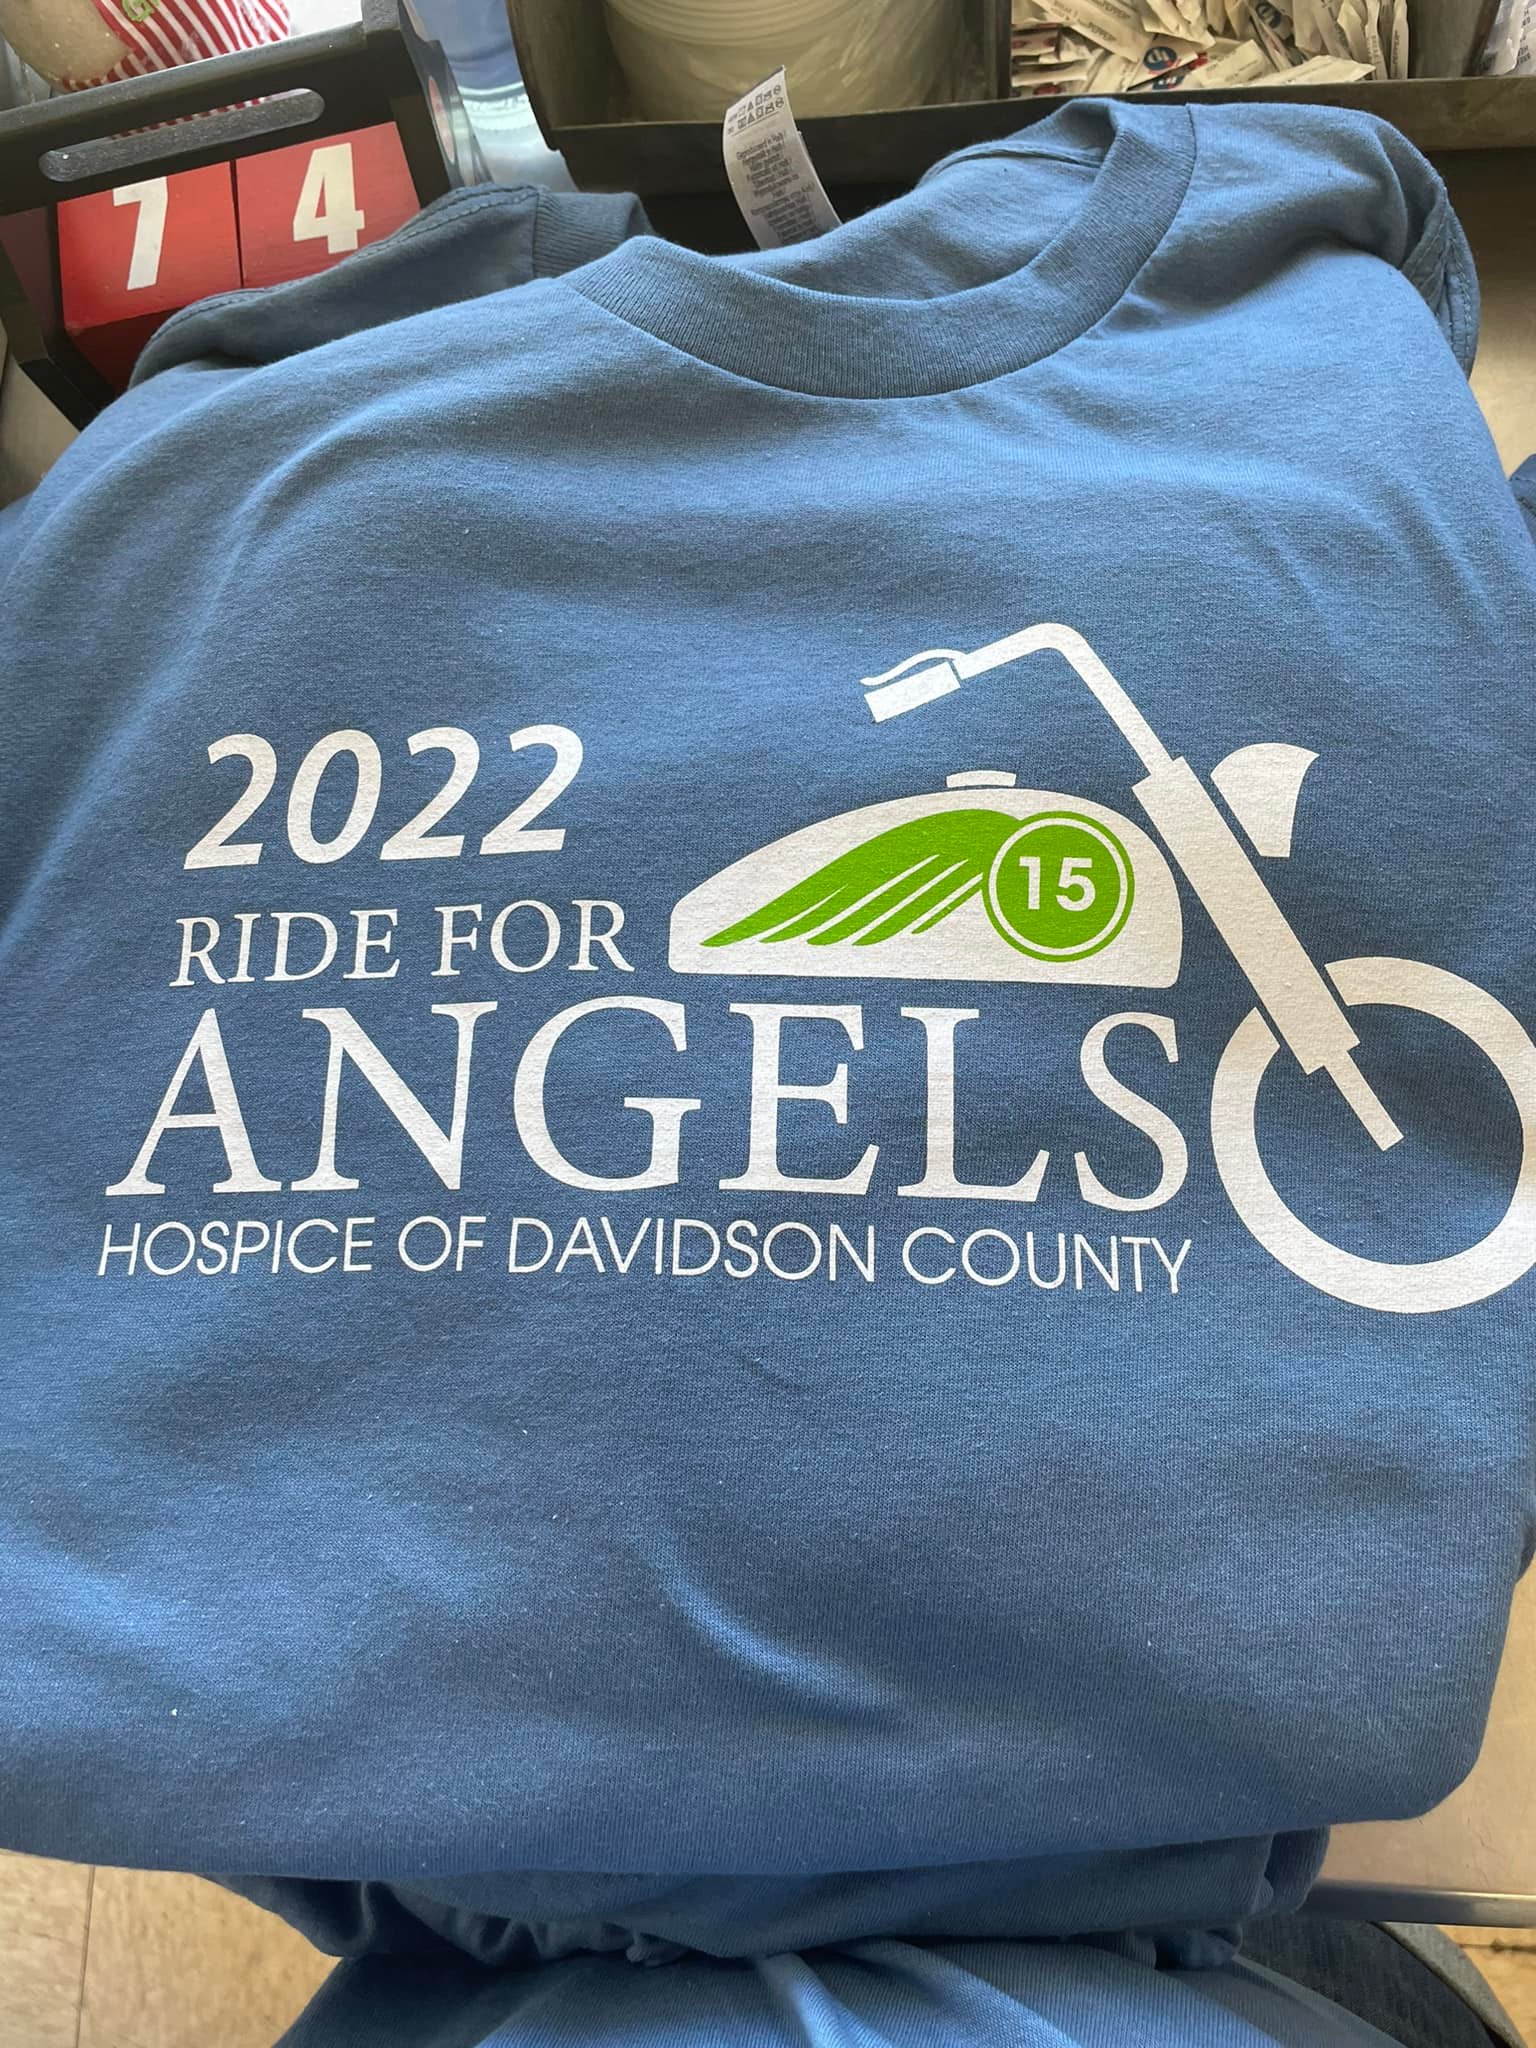 7 4
2022
RIDE FOR
15
ANGELS
HOSPICE OF DAVIDSON COUNTY